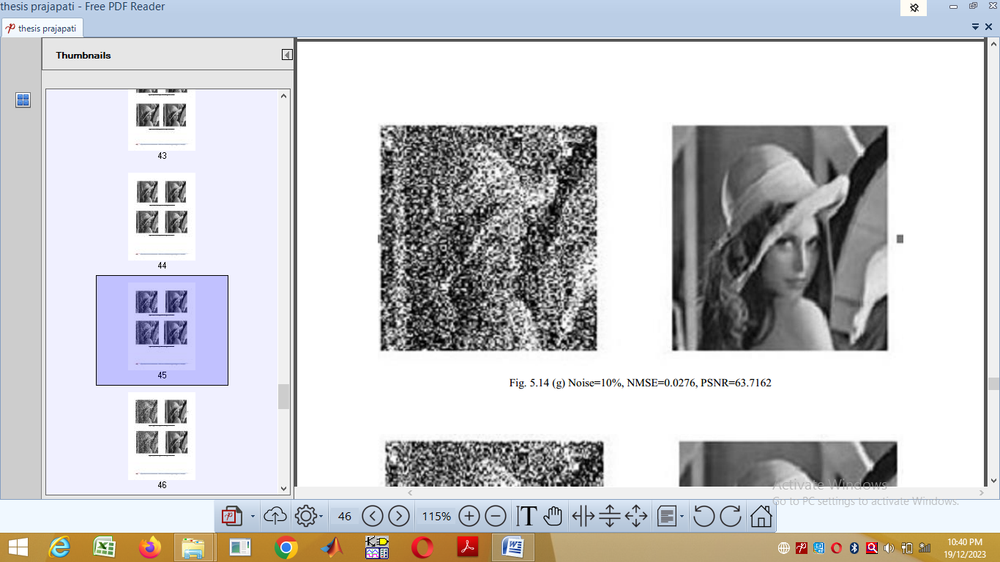 thesis prajapati - Free PDF Reader
thesis prajapati
Thumbnails
43
44
45
46
Fig. 5.14 (g) Noise=10%, NMSE=0.0276, PSNR=63.7162
Activate Windows
Go to PC settings to activate Windows.
46
115%
10:40 PM
19/12/2023